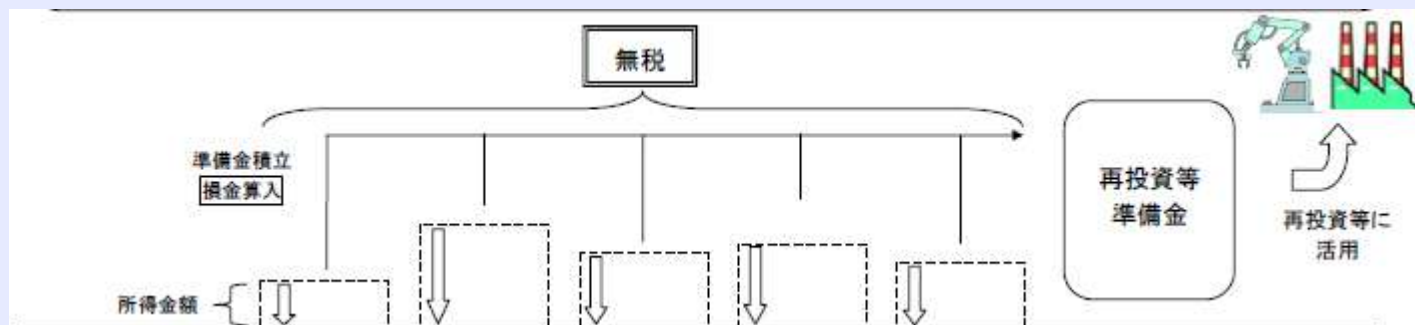 無税
準備金積立
損金算入
再投資等
準備金
再投資等に
活用
所得金額